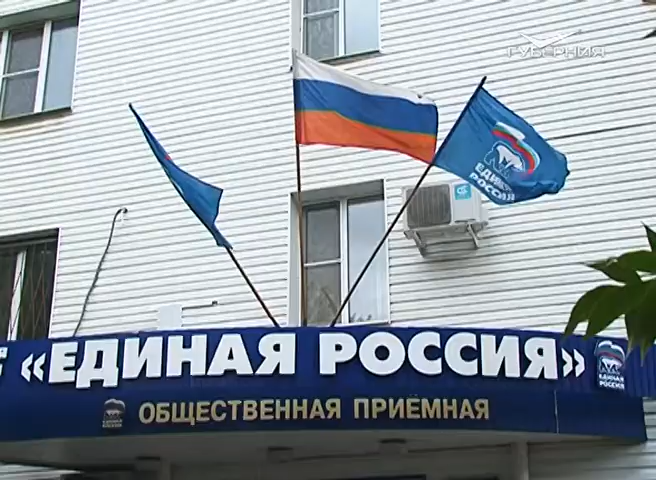 ГУБЕРНИЯ
ЕДИНАЯ
РОССИЯ
«ЕДИНАЯ РОССИЯ»
ЕДИНАЯ
РОССИЯ
ОБЩЕСТВЕННАЯ ПРИЕМНАЯ